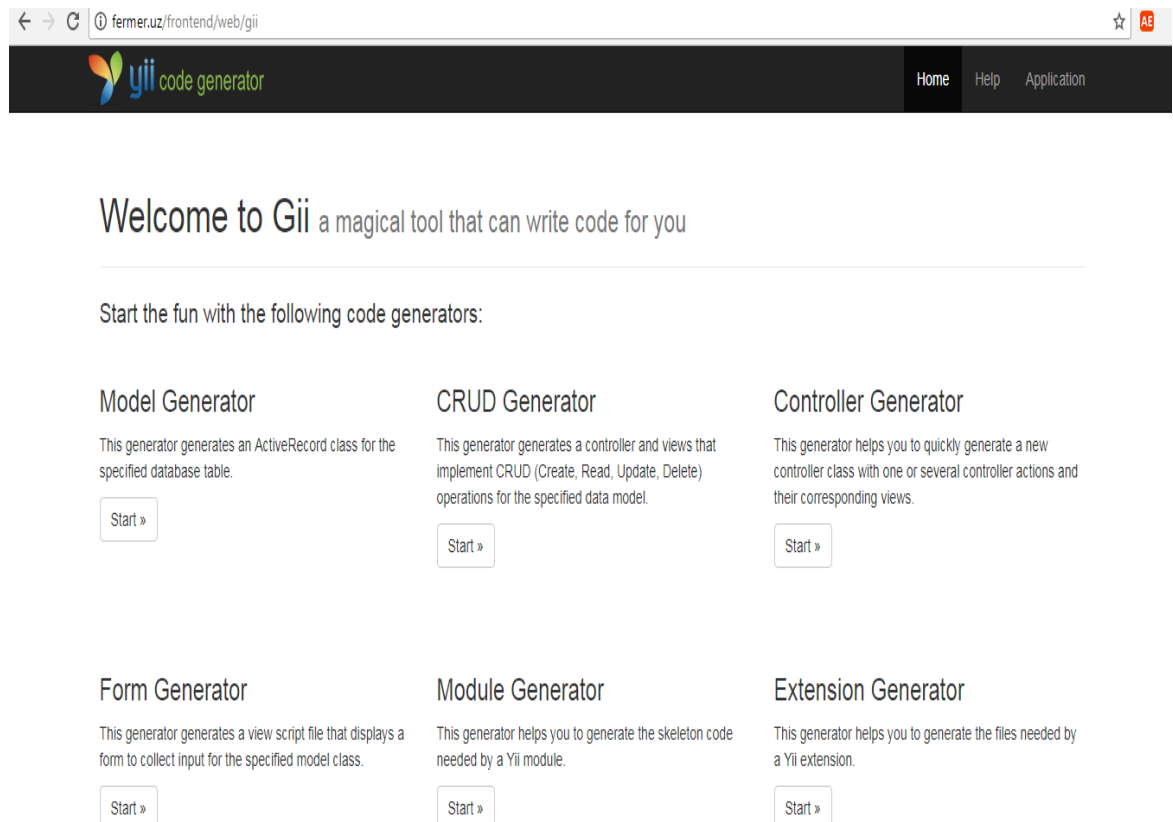 fermer.uz/frontend/web/gii
AE
yii code generator
Home Help Application
Welcome to Gii a magical tool that can write code for you
Start the fun with the following code generators:
Model Generator
This generator generates an ActiveRecord class for the
specified database table.
Start »
CRUD Generator
This generator generates a controller and views that
implement CRUD (Create, Read, Update, Delete)
operations for the specified data model.
Start »
Controller Generator
This generator helps you to quickly generate a new
controller class with one or several controller actions and
their corresponding views.
Start »
Form Generator
This generator generates a view script file that displays a
form to collect input for the specified model class.
Start »
Module Generator
This generator helps you to generate the skeleton code
needed by a Yii module.
Start »
Extension Generator
This generator helps you to generate the files needed by
a Yii extension.
Start »